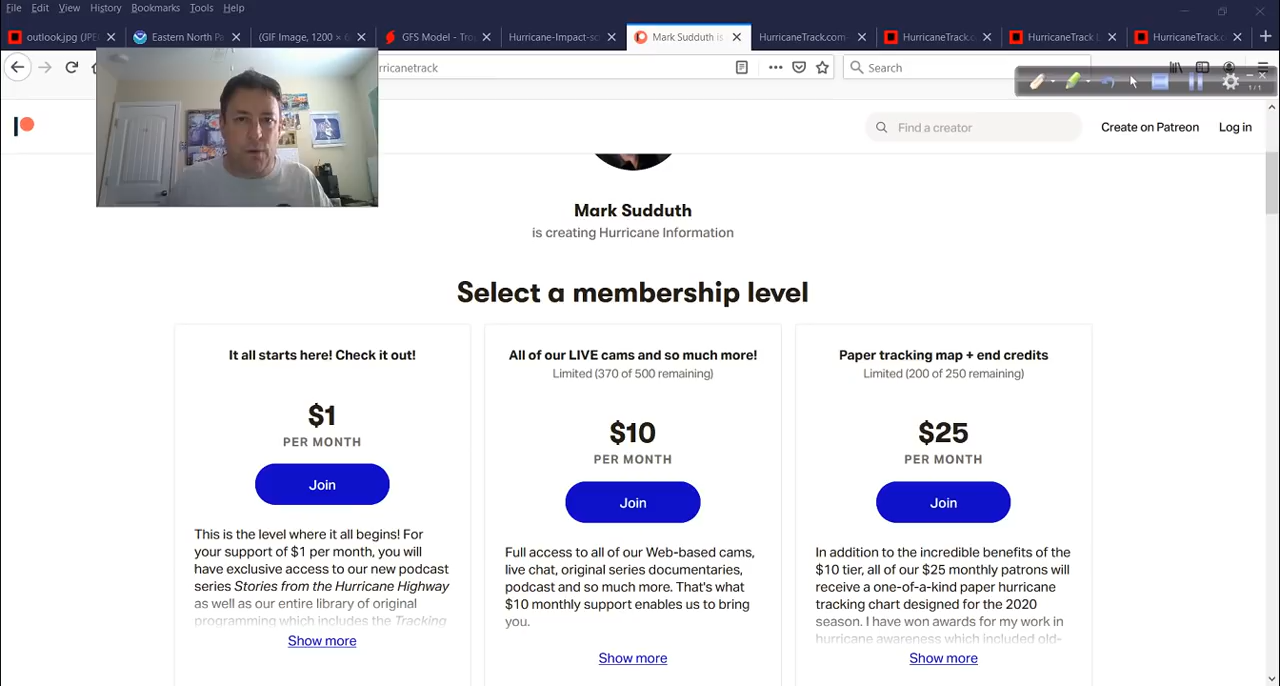 File Edit View History Bookmarks Tools Help
outlook.jpg (JPE Eastern North Pa (GIF Image, 1200 × 6 GFS Model – Tro Hurricane-Impact-sc Mark Sudduth is HurricaneTrack.com HurricaneTrack.c HurricaneTrack L HurricaneTrack.c
rricanetrack Search
1/1
Find a creator Create on Patreon Log in
Mark Sudduth
is creating Hurricane Information
Select a membership level
It all starts here! Check it out!
$1
PER MONTH
Join
This is the level where it all begins! For
your support of $1 per month, you will
have exclusive access to our new podcast
series Stories from the Hurricane Highway
as well as our entire library of original
programming which includes the Tracking
Show more
All of our LIVE cams and so much more!
Limited (370 of 500 remaining)
$10
PER MONTH
Join
Full access to all of our Web-based cams,
live chat, original series documentaries,
podcast and so much more. That's what
$10 monthly support enables us to bring
you.
Show more
Paper tracking map + end credits
Limited (200 of 250 remaining)
$25
PER MONTH
Join
In addition to the incredible benefits of the
$10 tier, all of our $25 monthly patrons will
receive a one-of-a-kind paper hurricane
tracking chart designed for the 2020
season. I have won awards for my work in
hurricane awareness which included old-
Show more